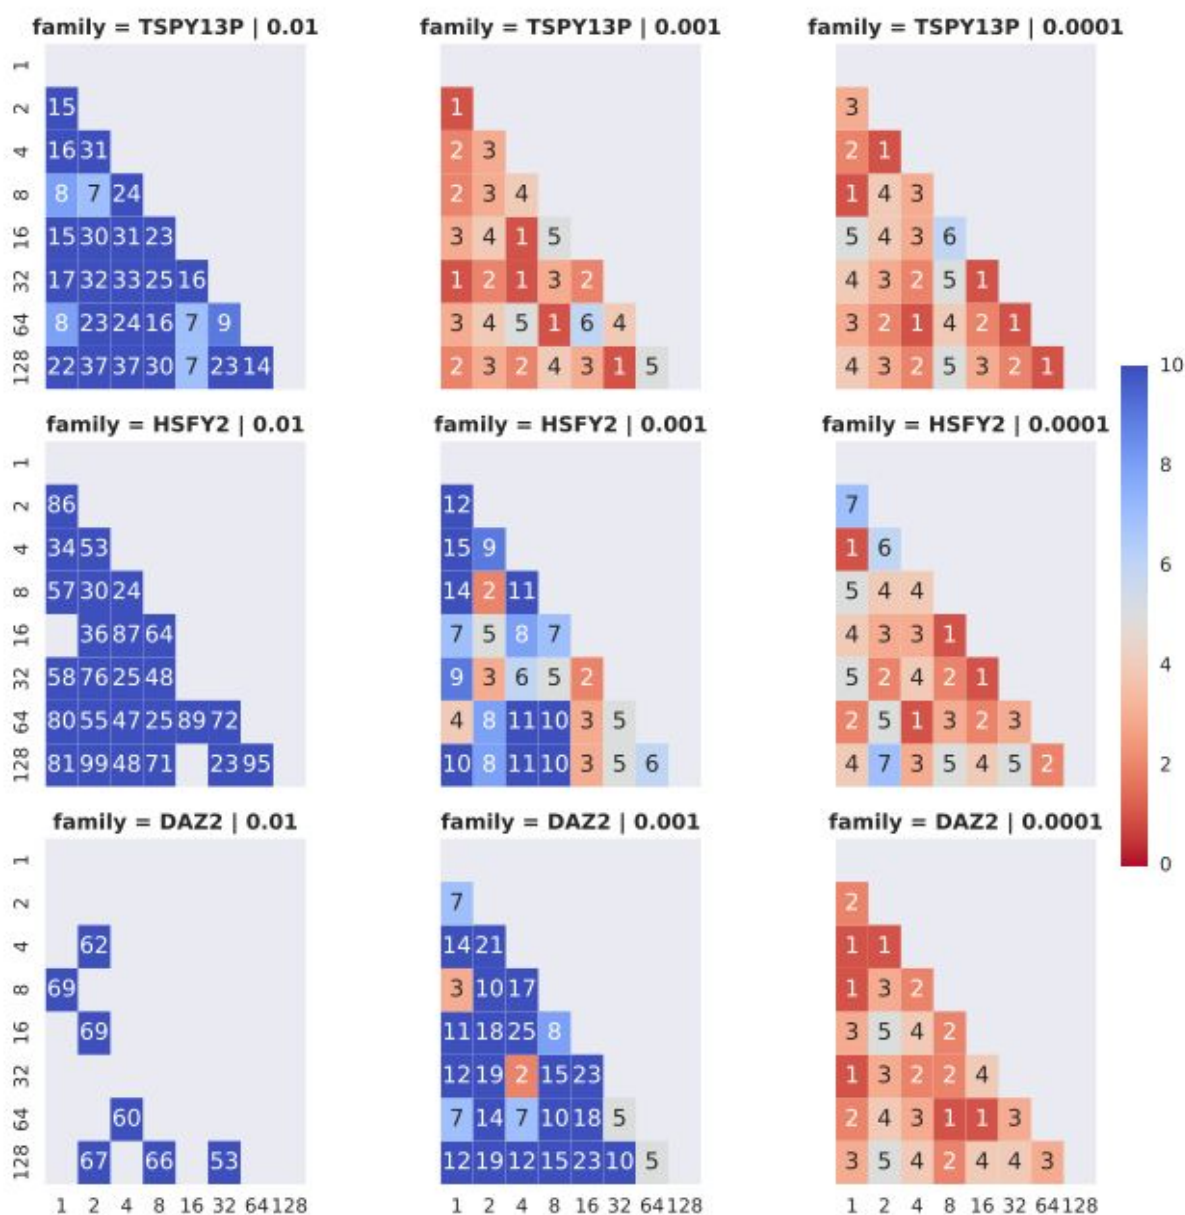 family = TSPY13P | 0.01 family = TSPY13P | 0.001 family = TSPY13P | 0.0001
1
2 15 1 3
4 16 31 2 3 2 1
8 8 7 24 2 3 4 1 4 3
16 15 30 31 23 3 4 1 5 5 4 3 6
32 17 32 33 25 16 1 2 1 3 2 4 3 2 5 1
64 8 23 24 16 7 9 3 4 5 1 6 4 3 2 1 4 2 1
128 22 37 37 30 7 23 14 2 3 2 4 3 1 5 4 3 2 5 3 2 1
10
8
6
4
2
0
family = HSFY2 | 0.01 family = HSFY2 | 0.001 family = HSFY2 | 0.0001
1
2 86 12 7
4 34 53 15 9 1 6
8 57 30 24 14 2 11 5 4 4
16 36 87 64 7 5 8 7 4 3 3 1
32 58 76 25 48 9 3 6 5 2 5 2 4 2 1
64 80 55 47 25 89 72 4 8 11 10 3 5 2 5 1 3 2 3
128 81 99 48 71 23 95 10 8 11 10 3 5 6 4 7 3 5 4 5 2
family = DAZ2 | 0.01 family = DAZ2 | 0.001 family = DAZ2 | 0.0001
1
2 7 2
4 62 14 21 1 1
8 69 3 10 17 1 3 2
16 69 11 18 25 8 3 5 4 2
32 12 19 2 15 23 1 3 2 2 4
64 60 7 14 7 10 18 5 2 4 3 1 1 3
128 67 66 53 12 19 12 15 23 10 5 3 5 4 2 4 4 3
1 2 4 8 16 32 64 128 1 2 4 8 16 32 64 128 1 2 4 8 16 32 64 128